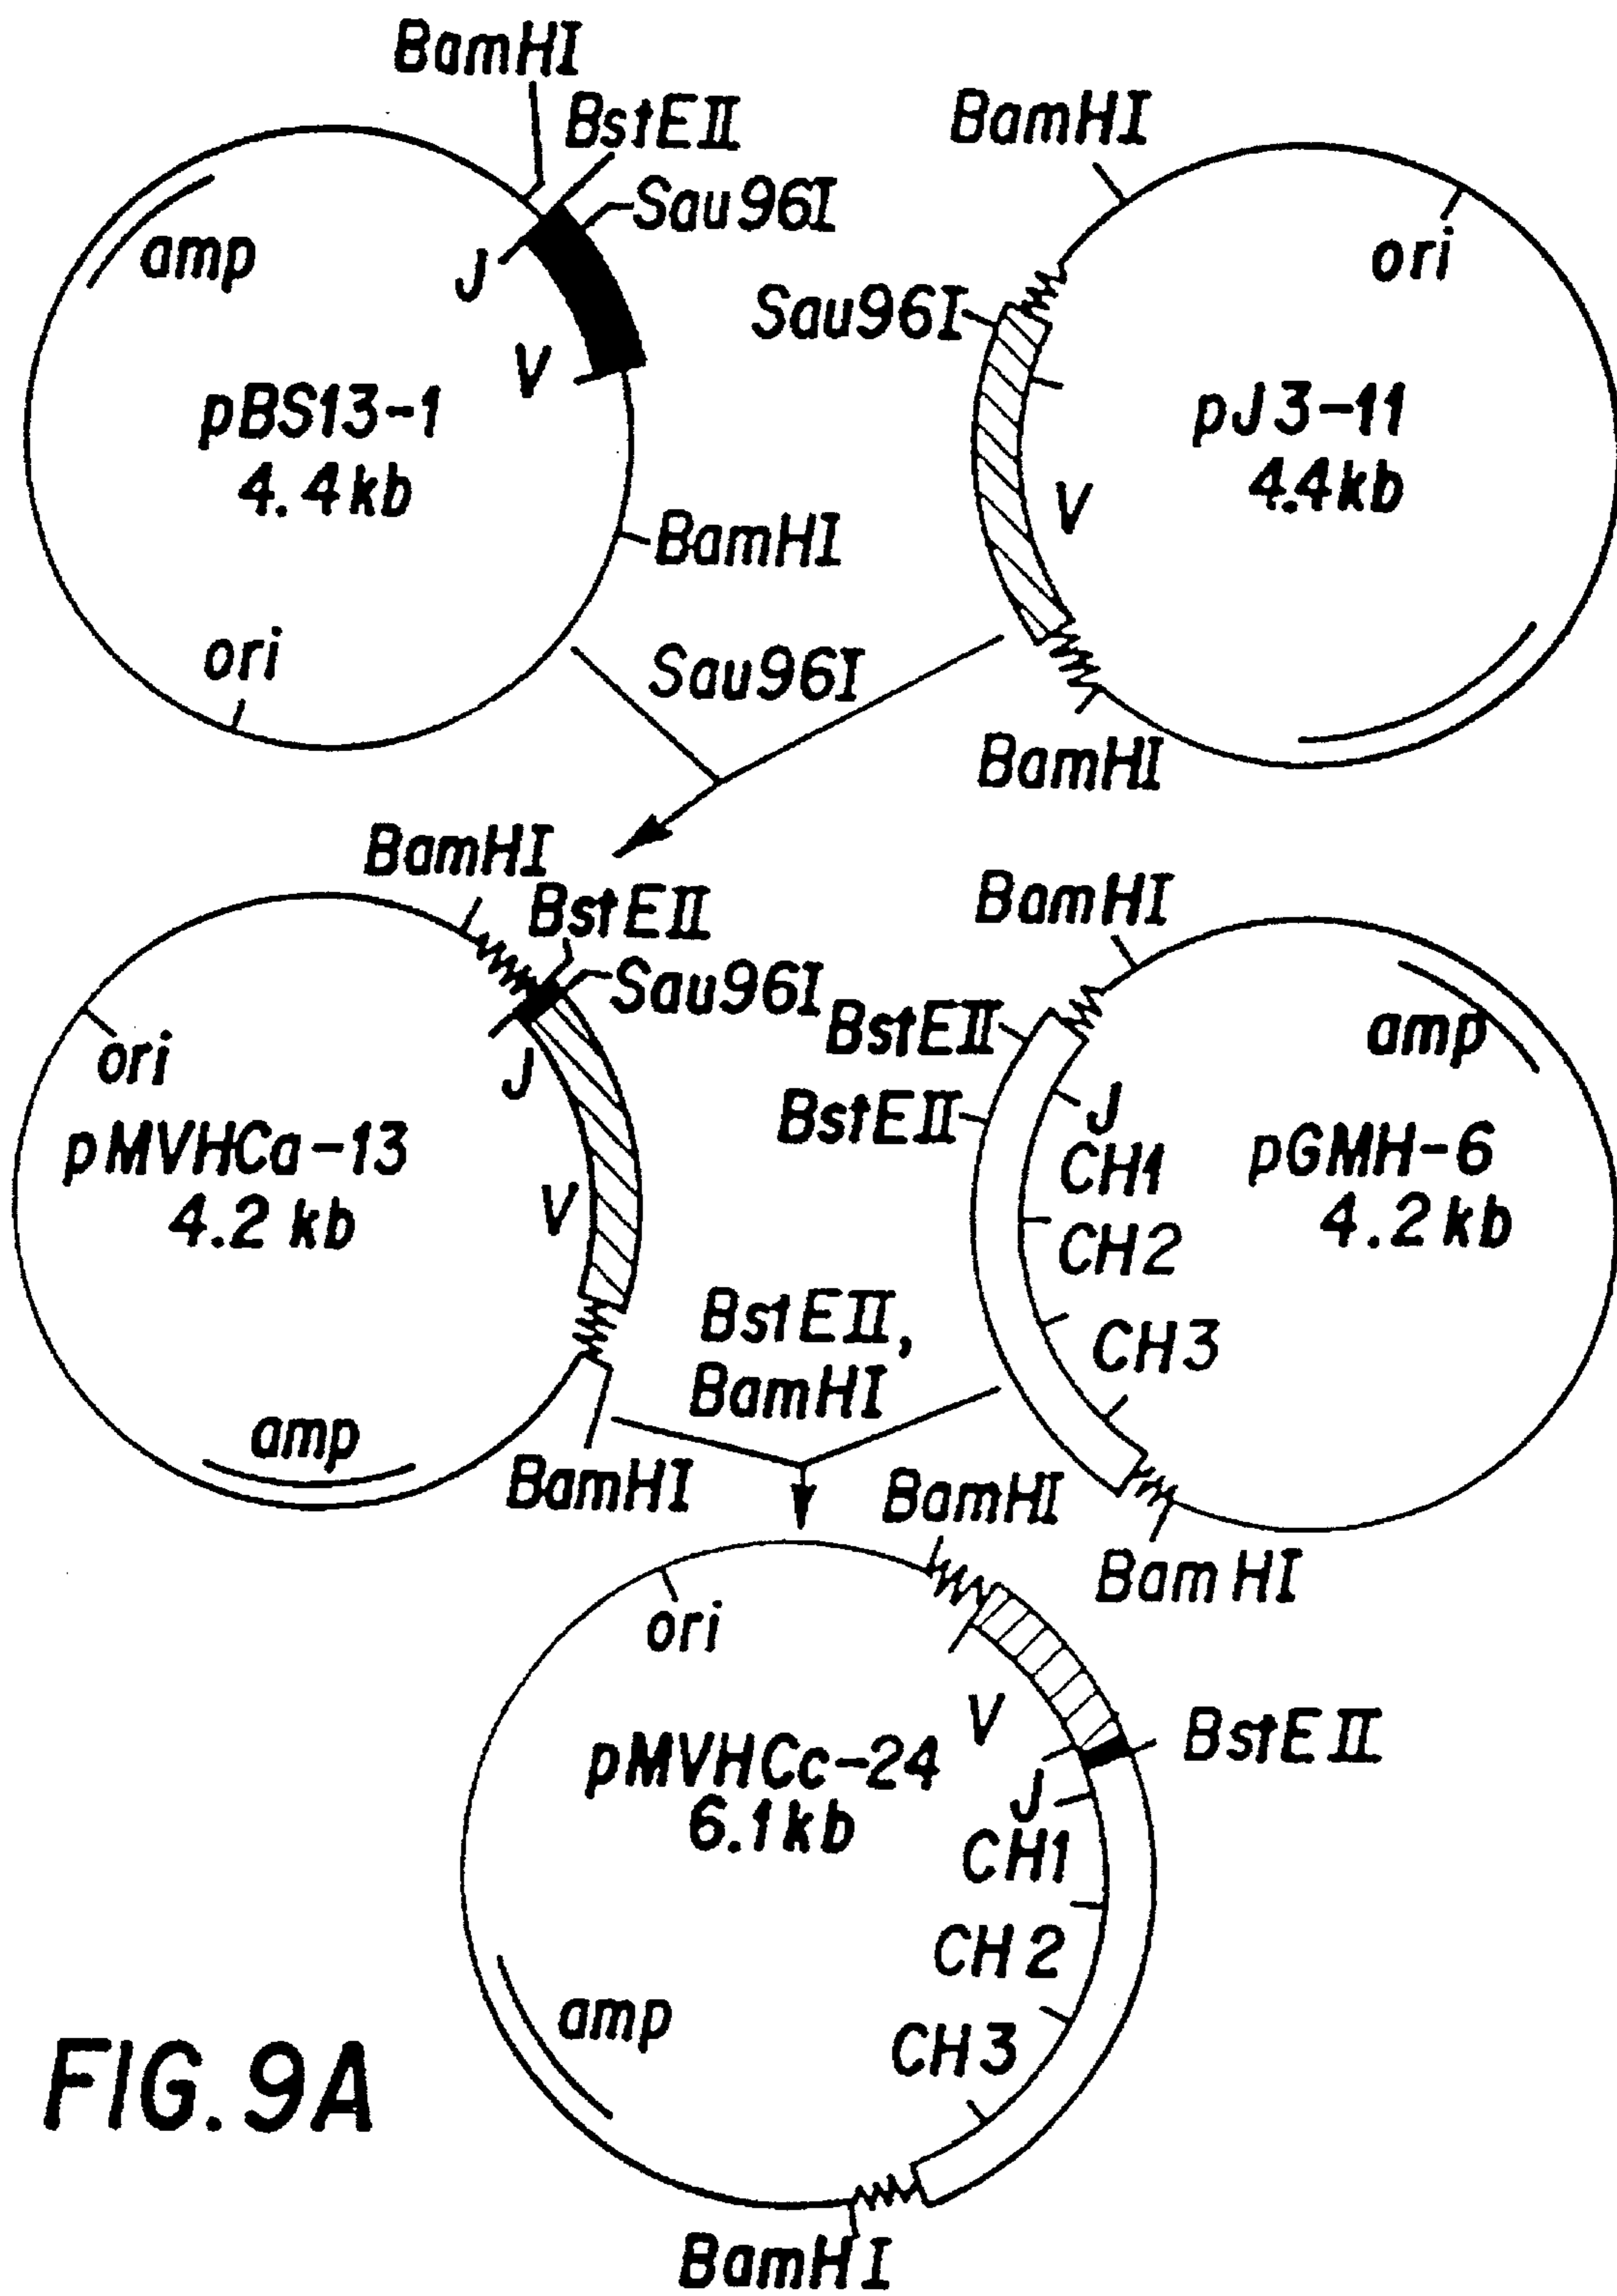 BamHI
BstEII
Sau96I
amp
J
V
pBS13-1
4.4kb
BamHI
ori
BamHI
ori
Sau96I
pJ3-11
4.4kb
V
BamHI
Sau96I
BamHI
BstEII
Sau96I
ori
J
pMVHCa-13
4.2 kb
V
amp
BamHI
BamHI
BstEII
BstEII
amp
J
CH1
pGMH-6
4.2kb
CH2
CH3
BamHI
BstEII,
BamHI
BamHI
ori
V
BstEII
pMVHCc-24
6.1kb
J
CH1
CH2
CH3
amp
BamHI
FIG. 9A